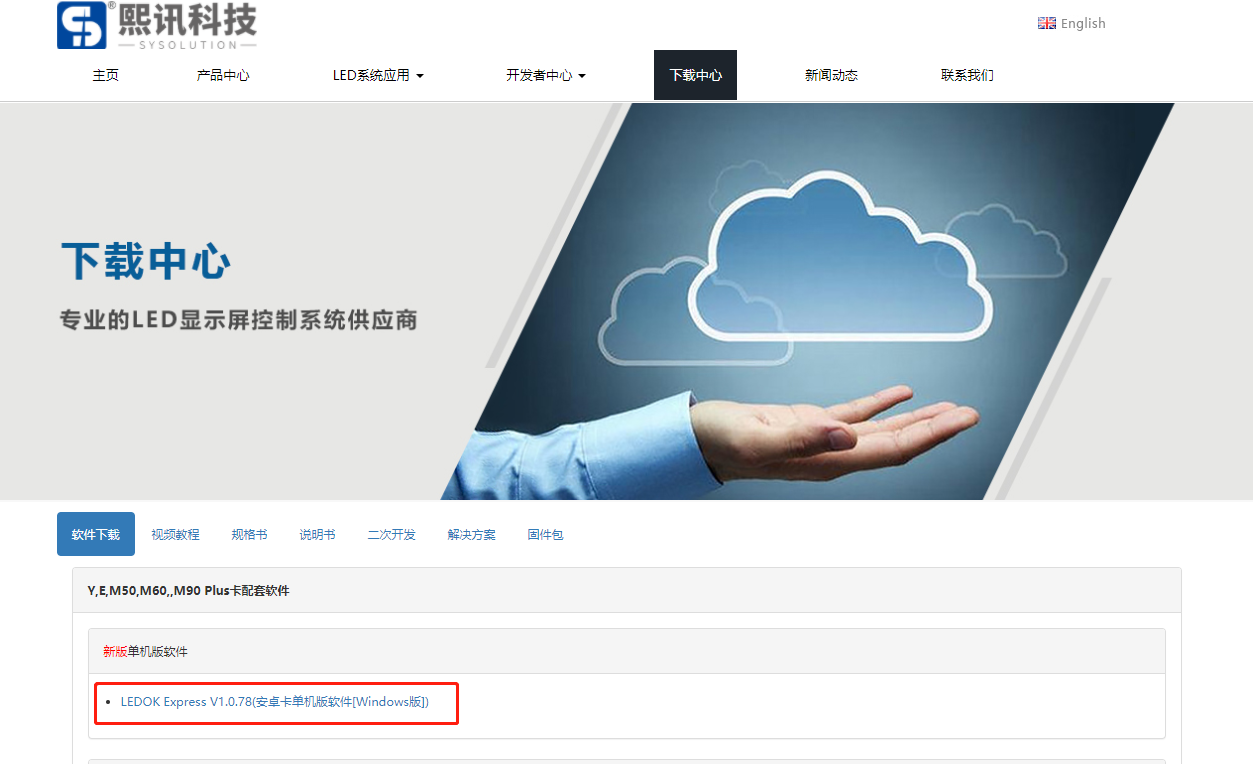 熙讯科技®
SYSOLUTION
English
主页 产品中心 LED系统应用 开发者中心 下载中心 新闻动态 联系我们
下载中心
专业的LED显示屏控制系统供应商
软件下载 视频教程 规格书 说明书 二次开发 解决方案 固件包
Y,E,M50,M60,,M90 Plus卡配套软件
新版单机版软件
LEDOK Express V1.0.78(安卓卡单机版软件[Windows版])